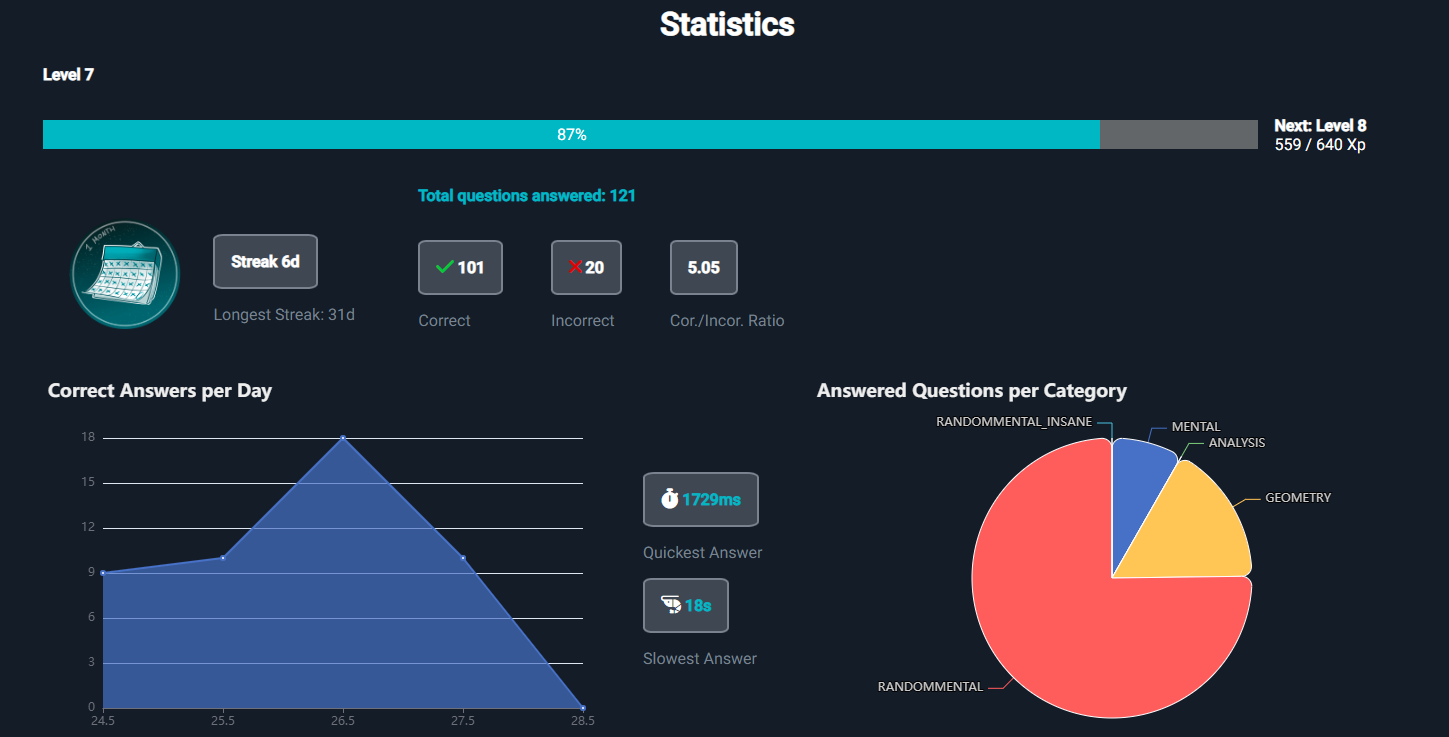 Statistics
Level 7
87%
Next: Level 8
559 / 640 Xp
Total questions answered: 121
1 MONTH
Streak 6d
Longest Streak: 31d
101
Correct
20
Incorrect
5.05
Cor./Incor. Ratio
Correct Answers per Day
18
15
12
9
6
3
0
24.5 25.5 26.5 27.5 28.5
1729ms
Quickest Answer
18s
Slowest Answer
Answered Questions per Category
RANDOMMENTAL_INSANE
MENTAL
ANALYSIS
GEOMETRY
RANDOMMENTAL